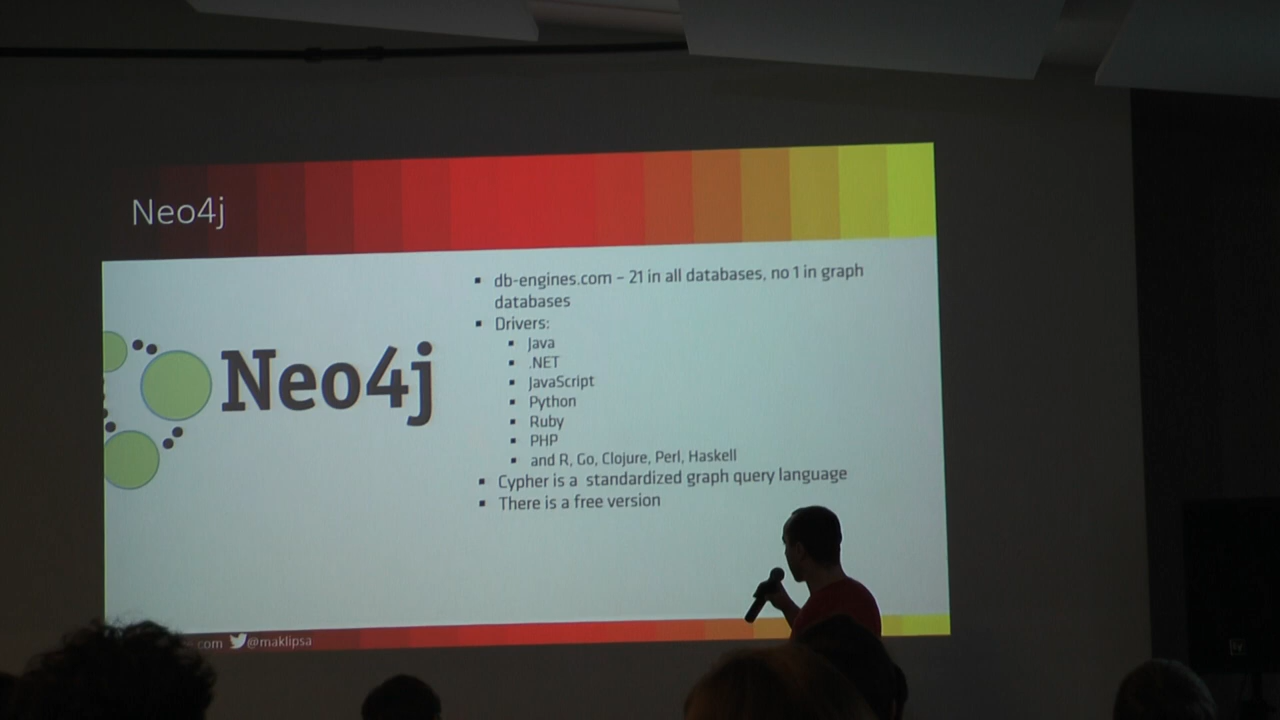 Neo4j
Neo4j
db-engines.com – 21 in all databases, no 1 in graph
databases
Drivers:
Java
.NET
JavaScript
Python
Ruby
PHP
and R, Go, Clojure, Perl, Haskell
Cypher is a standardized graph query language
There is a free version
com @maklipsa